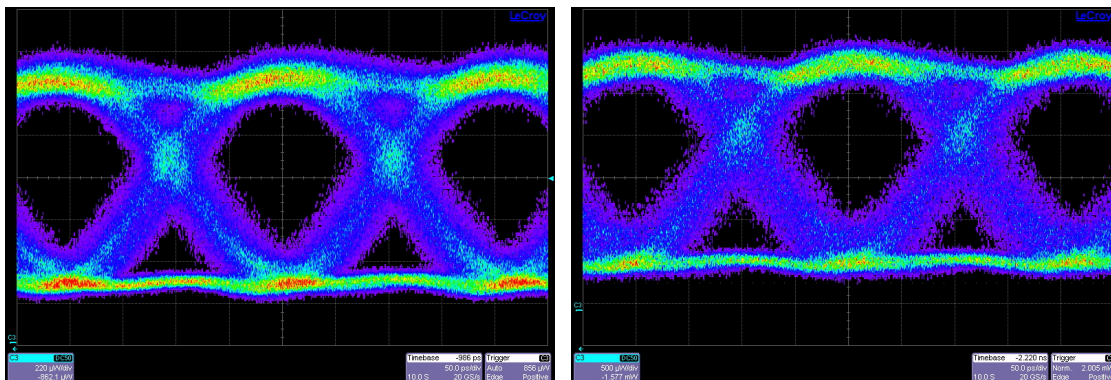 LeCroy
C3
C3 DC50
220 µW/div
-862.1 µW
Timebase -986 ps
50.0 ps/div
10.0 S 20 GS/s
Trigger C3
Auto 856 µW
Edge Positive
LeCroy
C3
C3 DC50
500 µW/div
-1.577 mW
Timebase -2.220 ns
50.0 ps/div
10.0 S 20 GS/s
Trigger C3
Norm. 2.005 mW
Edge Positive